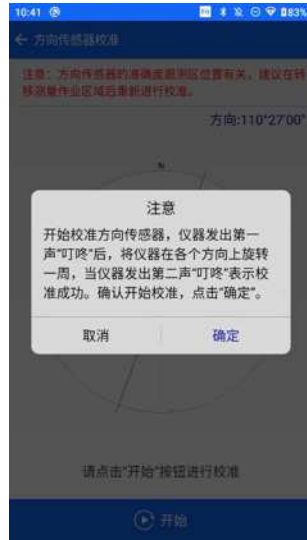 10:41
83%
方向传感器校准
注意：方向传感器的准确度跟测区位置有关，建议在转
移测量作业区域后重新进行校准。
方向:110°27'00"
N
注意
开始校准方向传感器，仪器发出第一
声“叮咚”后，将仪器在各个方向上旋转
一周，当仪器发出第二声“叮咚”表示校
准成功。确认开始校准，点击“确定”。
取消
确定
请点击“开始”按钮进行校准
开始